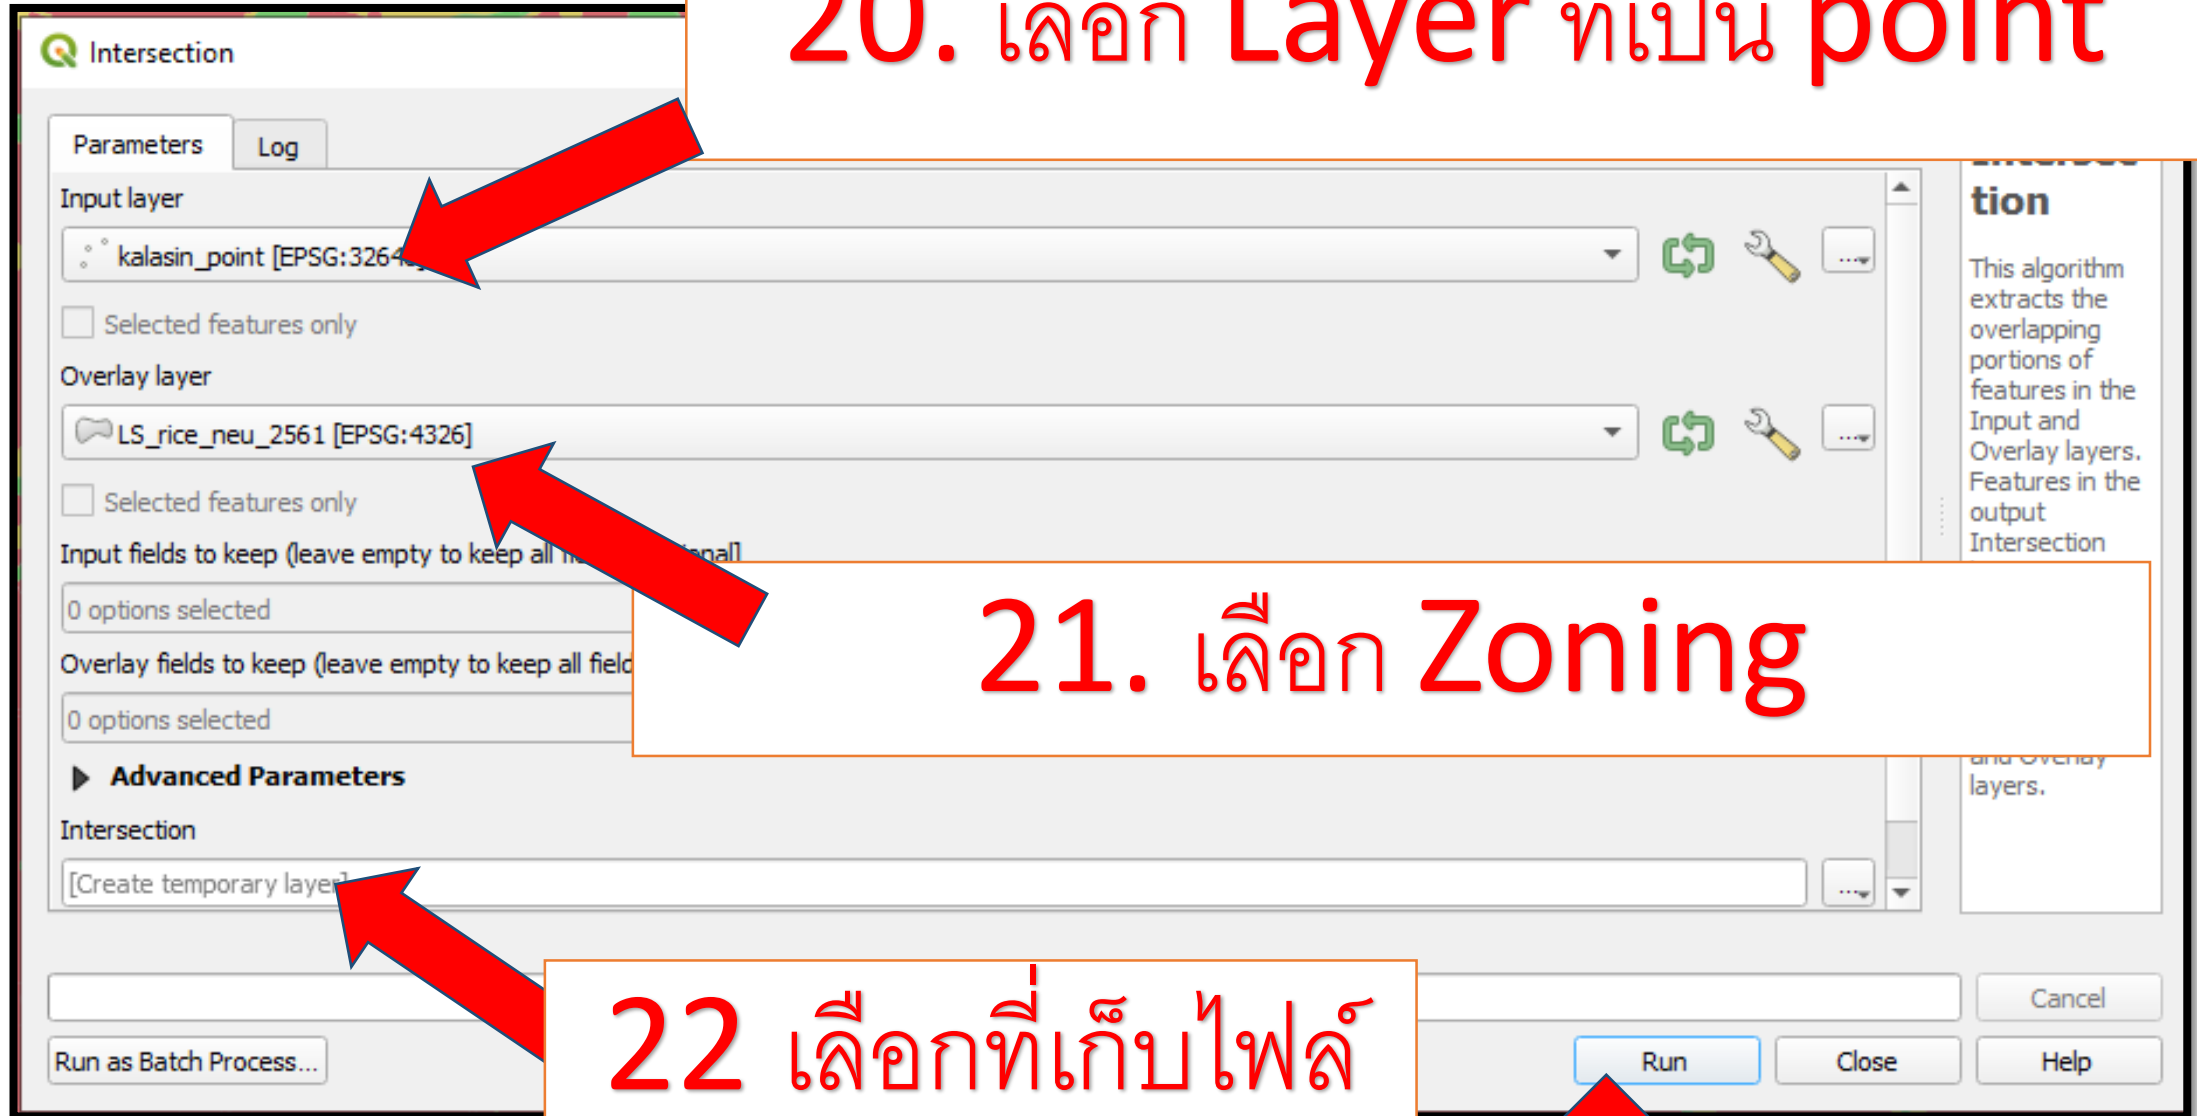 20. เลือก Layer ที่เป็น point
Intersection
Parameters
Log
Input layer
kalasin_point [EPSG:3264
Selected features only
Overlay layer
LS_rice_neu_2561 [EPSG:4326]
Selected features only
Input fields to keep (leave empty to keep all
0 options selected
Overlay fields to keep (leave empty to keep all field
0 options selected
21. เลือก Zoning
Advanced Parameters
Intersection
[Create temporary layer]
22 เลือกที่เก็บไฟล์
Run as Batch Process...
Run
Close
Help
Cancel
tion
This algorithm
extracts the
overlapping
portions of
features in the
Input and
Overlay layers.
Features in the
output
Intersection
and Overlay
layers.